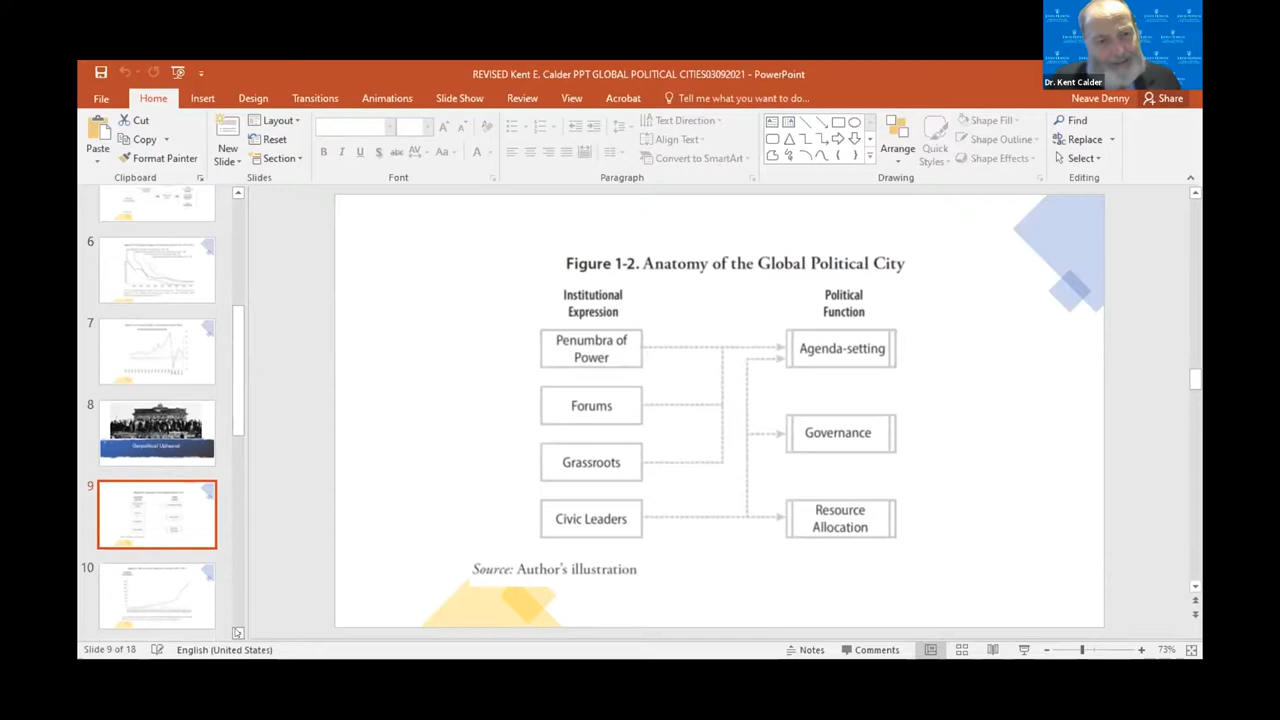 Dr. Kent Calder
REVISED Kent E. Calder PPT GLOBAL POLITICAL CITIES03092021 - PowerPoint
File
Home
Insert
Design
Transitions
Animations
Slide Show
Review
View
Acrobat
Tell me what you want to do...
Neave Denny
Share
Paste
Cut
Copy
Format Painter
Clipboard
New
Slide
Layout
Reset
Section
Slides
Font
Text Direction
Align Text
Convert to SmartArt
Paragraph
Arrange
Quick
Styles
Shape Fill
Shape Outline
Shape Effects
Drawing
Find
Replace
Select
Editing
6
7
8
Geopolitical Upheaval
9
10
Figure 1-2. Anatomy of the Global Political City
Institutional
Expression
Political
Function
Penumbra of
Power
Agenda-setting
Forums
Governance
Grassroots
Civic Leaders
Resource
Allocation
Source: Author's illustration
Slide 9 of 18
English (United States)
Notes
Comments
73%